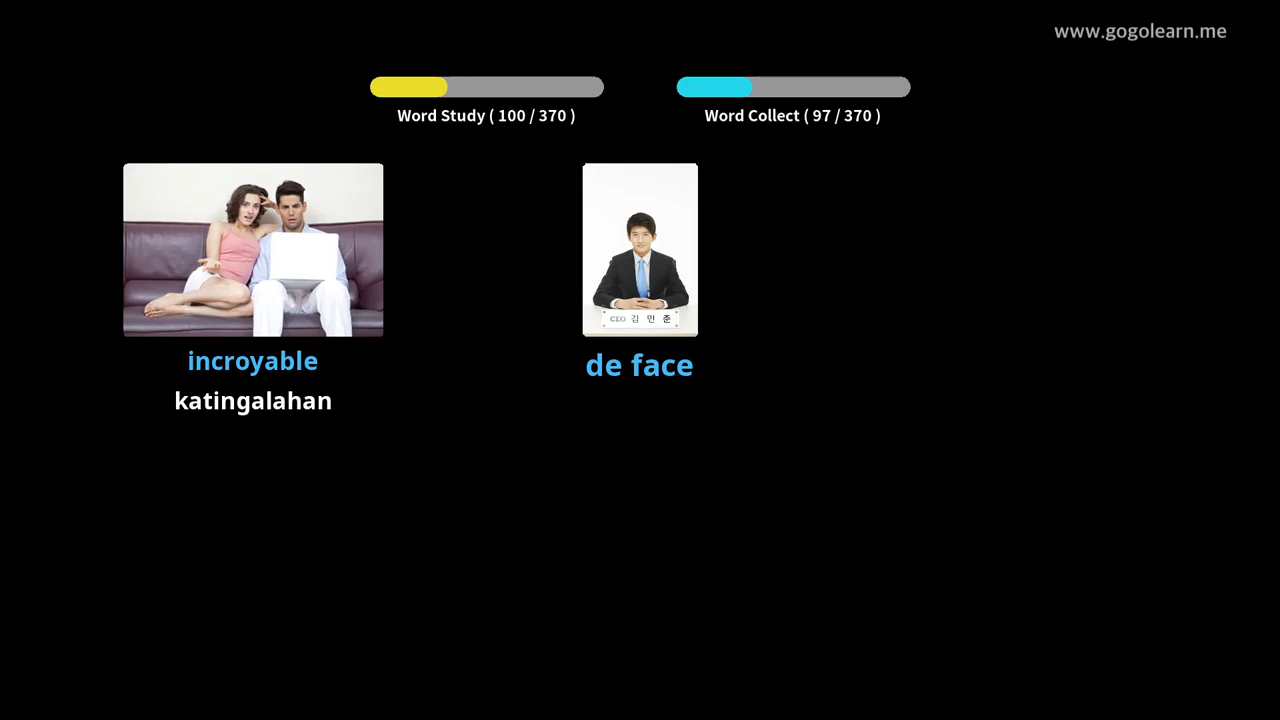 www.gogolearn.me
Word Study ( 100 / 370 )
Word Collect ( 97 / 370 )
CEO 김 민 준
incroyable
de face
katingalahan